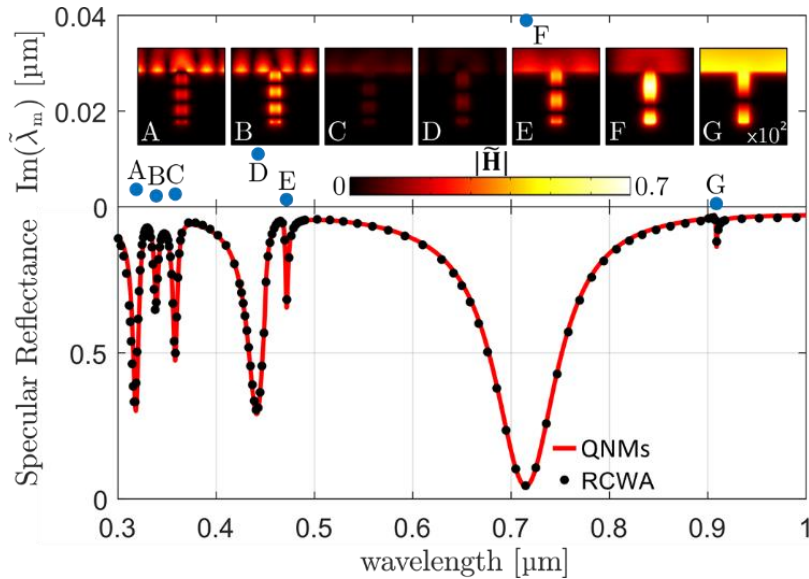 0.04
0.02
0
Im(λ̃ₘ) [µm]
F
A
B
C
D
E
F
G
×10²
|H̃|
0
0.7
A
B
C
D
E
G
0.5
0
Specular Reflectance
QNMs
RCWA
0.3
0.4
0.5
0.6
0.7
0.8
0.9
1
wavelength [µm]